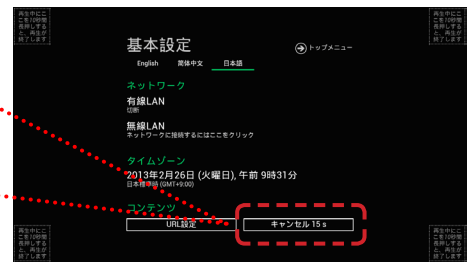 再生中にこ
こを10秒間
長押しする
と、再生が
終了します
再生中にこ
こを10秒間
長押しする
と、再生が
終了します
基本設定
トップメニュー
English 简体中文 日本語
ネットワーク
有線LAN
切断
無線LAN
ネットワークに接続するにはここをクリック
タイムゾーン
2013年2月26日 (火曜日), 午前 9時31分
日本標準時 (GMT+9:00)
コンテンツ
URL設定 キャンセル 15 s
再生中にこ
こを10秒間
長押しする
と、再生が
終了します
再生中にこ
こを10秒間
長押しする
と、再生が
終了します